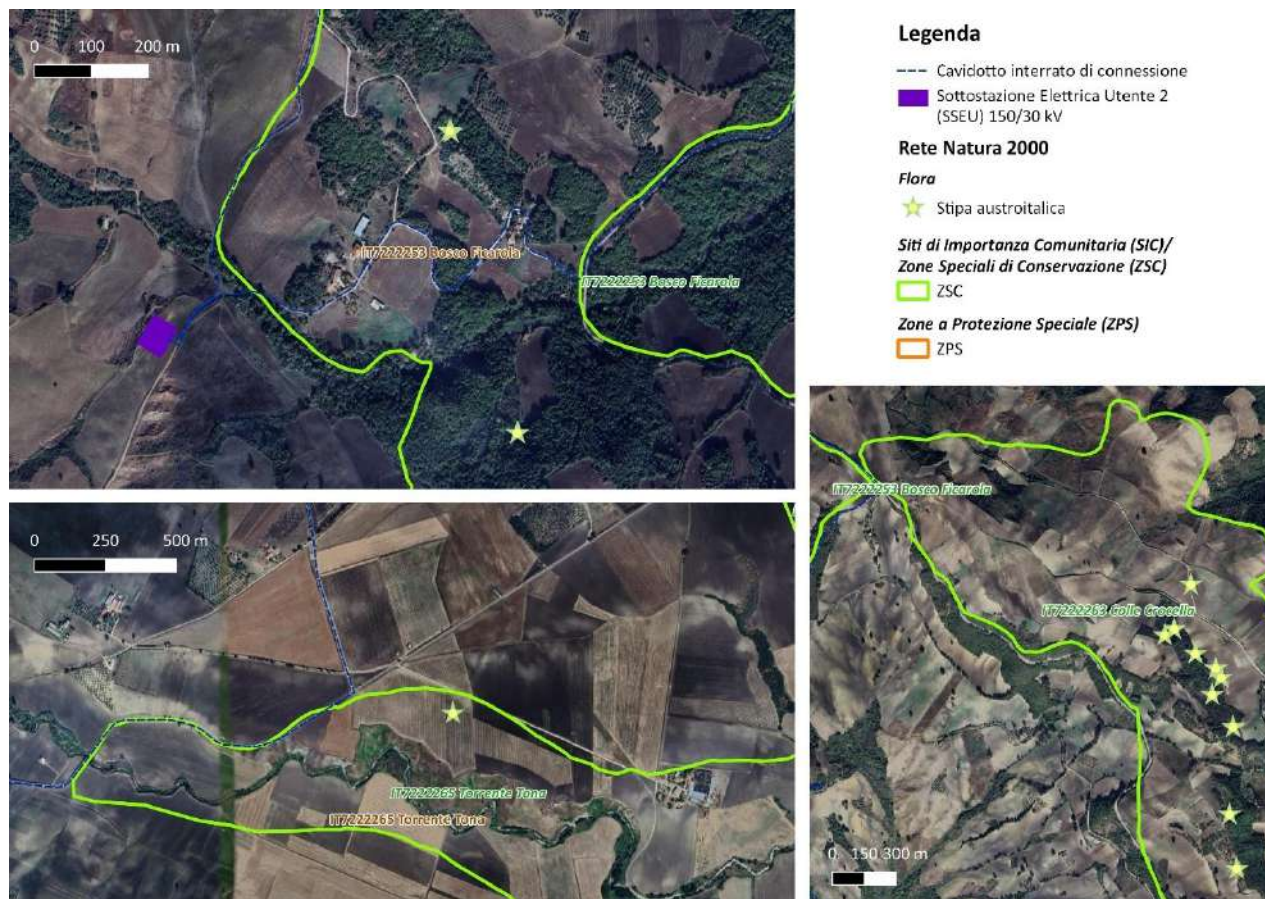 0 100 200 m
IT7222253 Bosco Ficarola
IT7222253 Bosco Ficarola
0 250 500 m
IT7222265 Torrente Tona
IT7222265 Torrente Tona
Legenda
Cavidotto interrato di connessione
Sottostazione Elettrica Utente 2
(SSEU) 150/30 kV
Rete Natura 2000
Flora
Stipa austroitalica
Siti di Importanza Comunitaria (SIC)/
Zone Speciali di Conservazione (ZSC)
ZSC
Zone a Protezione Speciale (ZPS)
ZPS
IT7222253 Bosco Ficarola
IT7222263 Colle Crocella
0 150 300 m